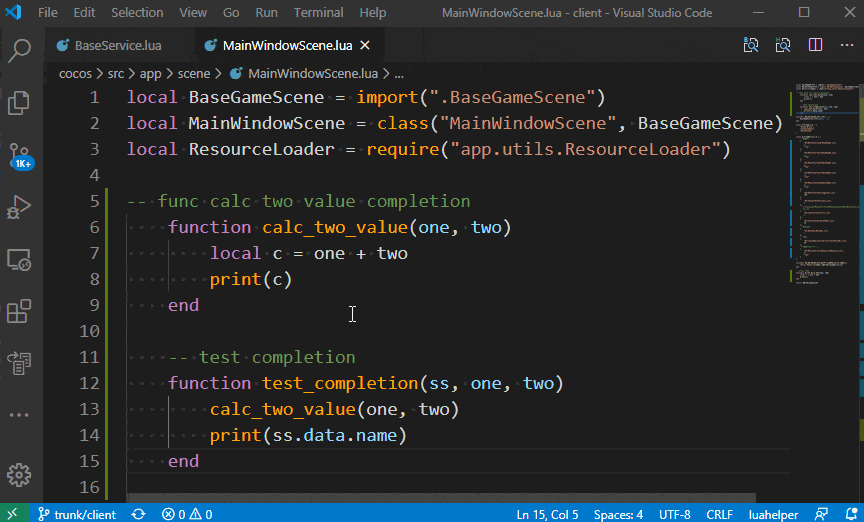 File Edit Selection View Go Run Terminal Help MainWindowScene.lua - client - Visual Studio Code
BaseService.lua MainWindowScene.lua
cocos > src > app > scene > MainWindowScene.lua > ...
1 local BaseGameScene = import(".BaseGameScene")
2 local MainWindowScene = class("MainWindowScene", BaseGameScene)
3 local ResourceLoader = require("app.utils.ResourceLoader")
4
5 -- func calc two value completion
6 function calc_two_value(one, two)
7 local c = one + two
8 print(c)
9 end
10
11 -- test completion
12 function test_completion(ss, one, two)
13 calc_two_value(one, two)
14 print(ss.data.name)
15 end
16
1K+
trunk/client 0 0 Ln 15, Col 5 Spaces: 4 UTF-8 CRLF Lua luahelper